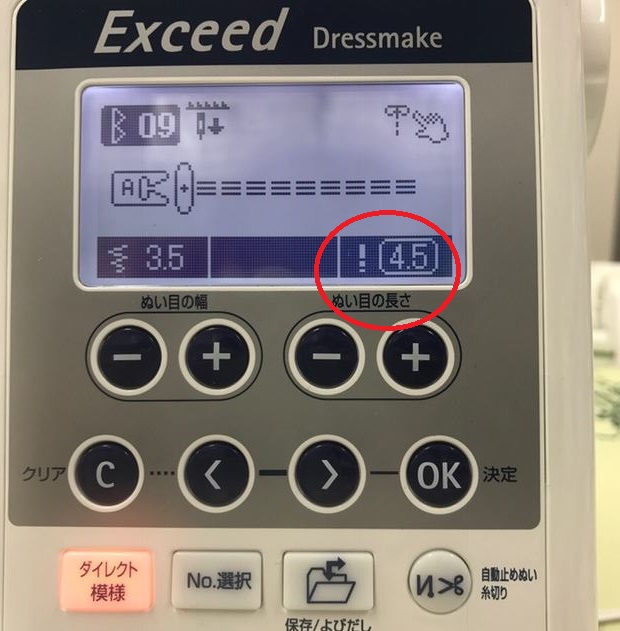 Exceed Dressmake
09
A
3.5 4.5
ぬい目の幅 ぬい目の長さ
− + − +
クリア C < > OK 決定
ダイレクト
模様
No.選択
自動止めぬい
糸切り
保存/よびだし